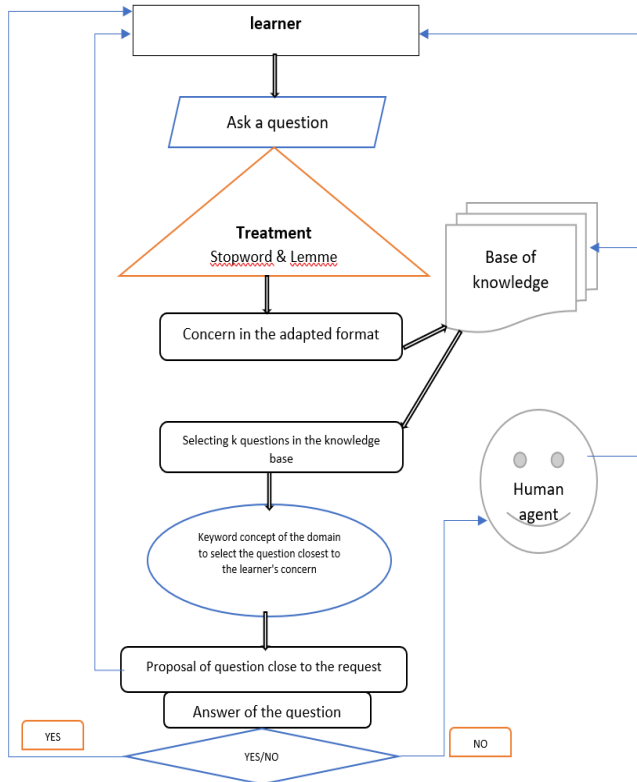 learner
Ask a question
Treatment
Stopword & Lemme
Base of
knowledge
Concern in the adapted format
Selecting k questions in the knowledge
base
Human
agent
Keyword concept of the domain
to select the question closest to
the learner's concern
Proposal of question close to the request
Answer of the question
YES
YES/NO
NO